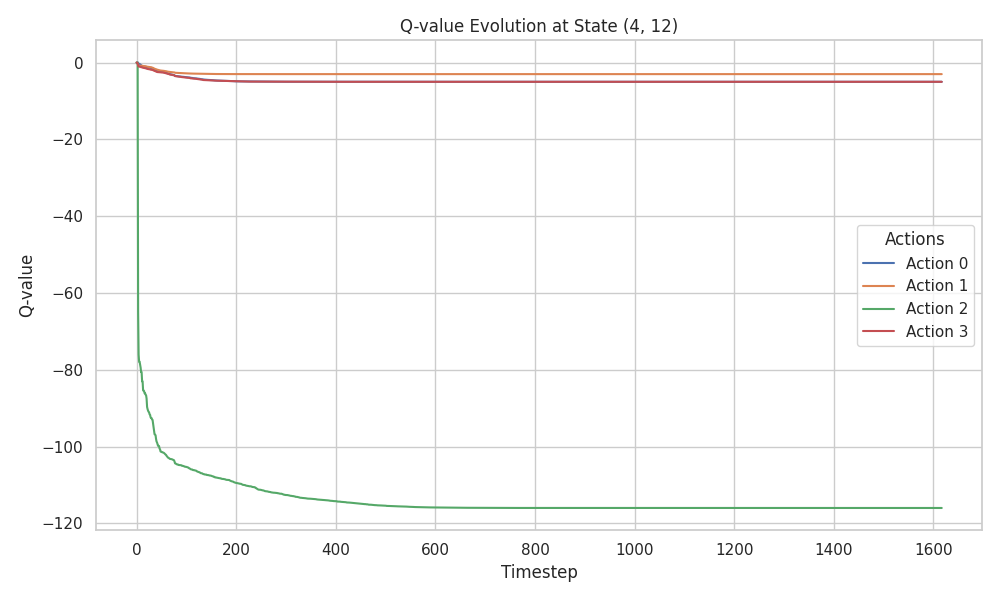 Q-value Evolution at State (4, 12)
Q-value
0
−20
−40
−60
−80
−100
−120
Actions
Action 0
Action 1
Action 2
Action 3
0 200 400 600 800 1000 1200 1400 1600
Timestep